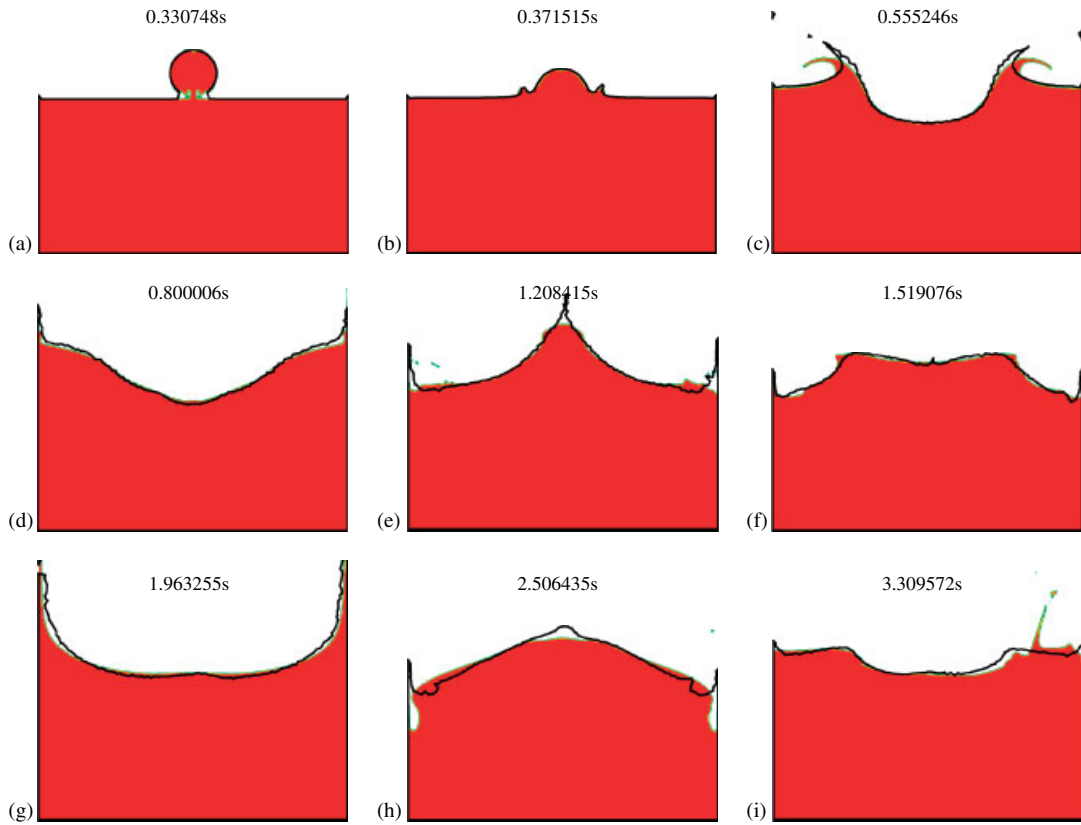 0.330748s
0.371515s
0.555246s
(a)
(b)
(c)
0.800006s
1.208415s
1.519076s
(d)
(e)
(f)
1.963255s
2.506435s
3.309572s
(g)
(h)
(i)